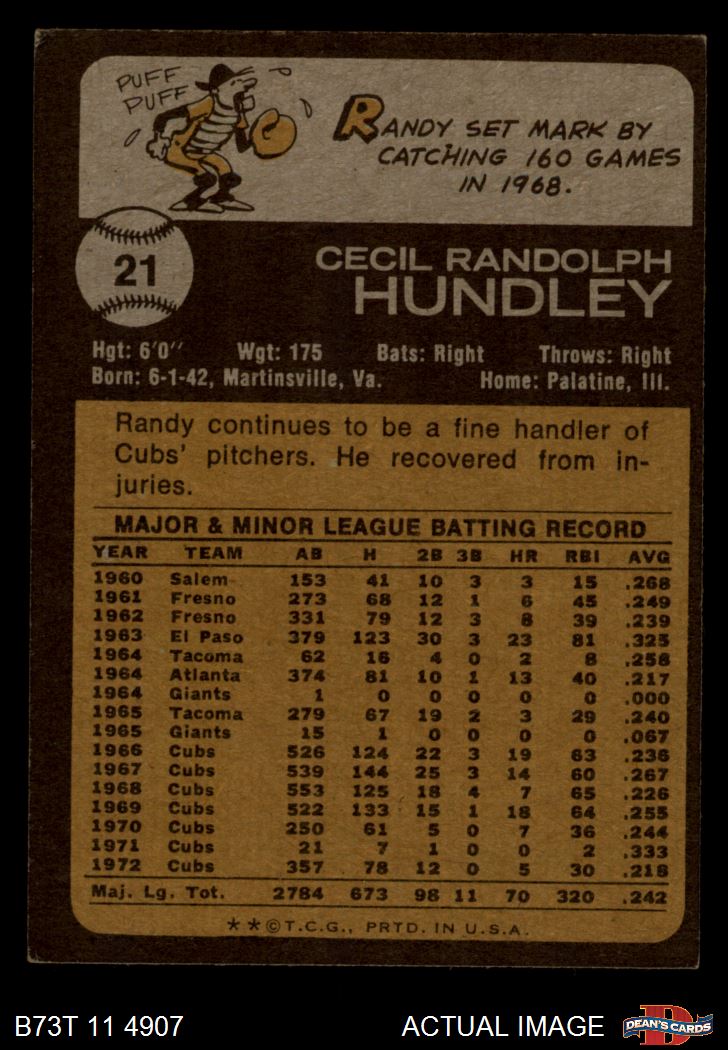 PUFF
PUFF
RANDY SET MARK BY
CATCHING 160 GAMES
IN 1968.
21
CECIL RANDOLPH
HUNDLEY
Hgt: 6'0" Wgt: 175 Bats: Right Throws: Right
Born: 6-1-42, Martinsville, Va. Home: Palatine, Ill.
Randy continues to be a fine handler of
Cubs' pitchers. He recovered from in-
juries.
MAJOR & MINOR LEAGUE BATTING RECORD
YEAR TEAM AB H 2B 3B HR RBI AVG
1960 Salem 153 41 10 3 3 15 .268
1961 Fresno 273 68 12 1 6 45 .249
1962 Fresno 331 79 12 3 8 39 .239
1963 El Paso 379 123 30 3 23 81 .325
1964 Tacoma 62 16 4 0 2 8 .258
1964 Atlanta 374 81 10 1 13 40 .217
1964 Giants 1 0 0 0 0 0 .000
1965 Tacoma 279 67 19 2 3 29 .240
1965 Giants 15 1 0 0 0 0 .067
1966 Cubs 526 124 22 3 19 63 .236
1967 Cubs 539 144 25 3 14 60 .267
1968 Cubs 553 125 18 4 7 65 .226
1969 Cubs 522 133 15 1 18 64 .255
1970 Cubs 250 61 5 0 7 36 .244
1971 Cubs 21 7 1 0 0 2 .333
1972 Cubs 357 78 12 0 5 30 .218
Maj. Lg. Tot. 2784 673 98 11 70 320 .242
**©T.C.G., PRTD. IN U.S.A.
B73T 11 4907 ACTUAL IMAGE
D
DEAN'S CARDS